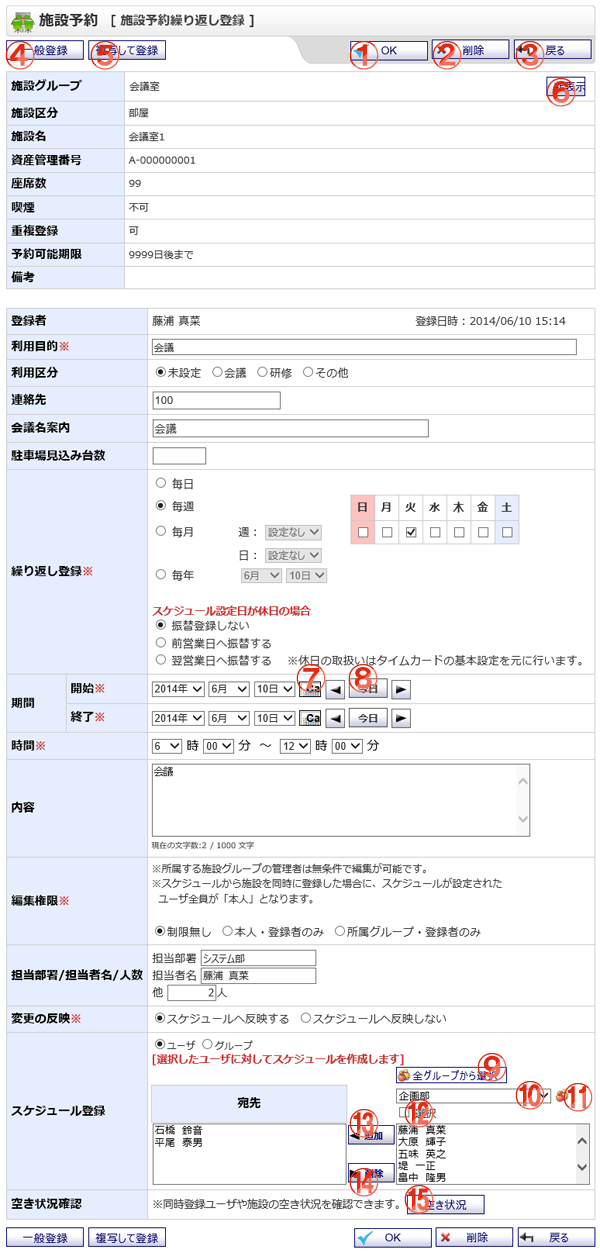 施設予約 [ 施設予約繰り返し登録 ]
④ 一般登録 ⑤ 複写して登録 ① OK ② 削除 ③ 戻る
施設グループ 会議室 ⑥ 非表示
施設区分 部屋
施設名 会議室1
資産管理番号 A-000000001
座席数 99
喫煙 不可
重複登録 可
予約可能期限 9999日後まで
備考
登録者 藤浦 真菜 登録日時：2014/06/10 15:14
利用目的※ 会議
利用区分 未設定 会議 研修 その他
連絡先 100
会議名案内 会議
駐車場見込み台数
繰り返し登録※
毎日
毎週 日 月 火 水 木 金 土
毎月 週： 設定なし
日： 設定なし
毎年 6月 10日
スケジュール設定日が休日の場合
振替登録しない
前営業日へ振替する
翌営業日へ振替する ※休日の取扱いはタイムカードの基本設定を元に行います。
期間 開始※ 2014年 6月 10日 ⑦ Ca ◀ ⑧ 今日 ▶
終了※ 2014年 6月 10日 Ca ◀ 今日 ▶
時間※ 6 時 00 分 ～ 12 時 00 分
内容 会議
現在の文字数:2 / 1000 文字
編集権限※
※所属する施設グループの管理者は無条件で編集が可能です。
※スケジュールから施設を同時に登録した場合に、スケジュールが設定された
ユーザ全員が「本人」となります。
制限無し 本人・登録者のみ 所属グループ・登録者のみ
担当部署/担当者名/人数
担当部署 システム部
担当者名 藤浦 真菜
他 2人
変更の反映※ スケジュールへ反映する スケジュールへ反映しない
スケジュール登録
ユーザ グループ
[選択したユーザに対してスケジュールを作成します]
⑨ 全グループから選択
宛先 企画部 ⑩ ⑪
⑫ 選択
石橋 鈴音
平尾 泰男
⑬ ◀ 追加
⑭ ▶ 削除
藤浦 真菜
大原 輝子
五味 英之
堤 一正
畠中 隆男
空き状況確認 ※同時登録ユーザや施設の空き状況を確認できます。 ⑮ 空き状況
一般登録 複写して登録 OK 削除 戻る